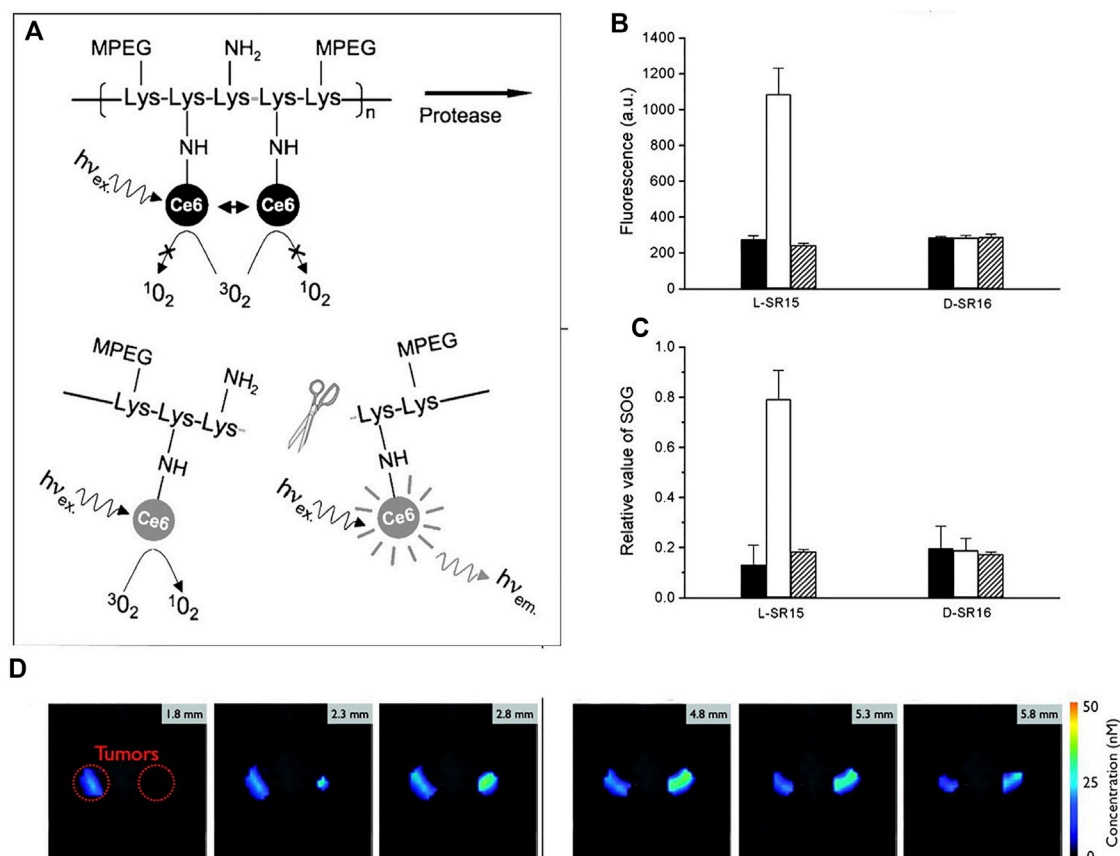 A
MPEG NH2 MPEG
Lys-Lys-Lys-Lys-Lys
n
Protease
NH NH
hνex.
Ce6 Ce6
1O2 3O2 1O2
MPEG
NH2
Lys-Lys-Lys-
NH
hνex.
Ce6
3O2 1O2
MPEG
Lys-Lys
NH
hνex.
Ce6
hνem.
B
Fluorescence (a.u.)
1400
1200
1000
800
600
400
200
0
L-SR15 D-SR16
C
Relative value of SOG
1.0
0.8
0.6
0.4
0.2
0.0
L-SR15 D-SR16
D
1.8 mm 2.3 mm 2.8 mm 4.8 mm 5.3 mm 5.8 mm
Tumors
50
25
0
Concentration (nM)